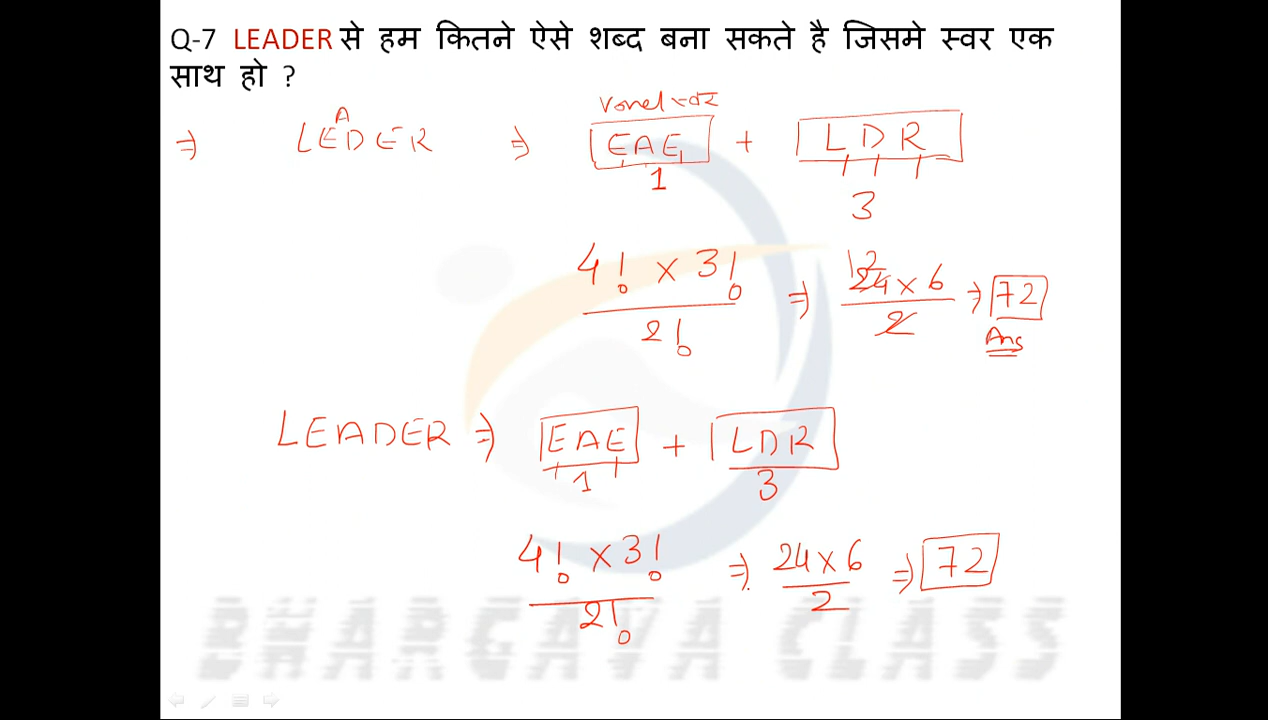 Q-7 LEADER से हम कितने ऐसे शब्द बना सकते है जिसमे स्वर एक
साथ हो ?
A
⇒ LEDER ⇒ EAE + LDR
1 3
4! × 3! / 2! ⇒ 24 × 6 / 2 ⇒ 72
12
Ans
LEADER ⇒ EAE + LDR
1 3
4! × 3! / 2! ⇒ 24 × 6 / 2 ⇒ 72
BHARGAVA CLASS